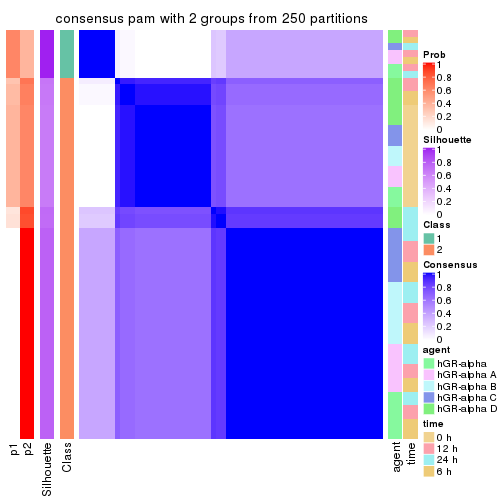 consensus pam with 2 groups from 250 partitions
Prob
1
0.8
0.6
0.4
0.2
0
Silhouette
1
0.8
0.6
0.4
0.2
0
Class
1
2
Consensus
1
0.8
0.6
0.4
0.2
0
agent
hGR-alpha
hGR-alpha A
hGR-alpha B
hGR-alpha C
hGR-alpha D
time
0 h
12 h
24 h
6 h
p1
p2
Silhouette
Class
agent
time